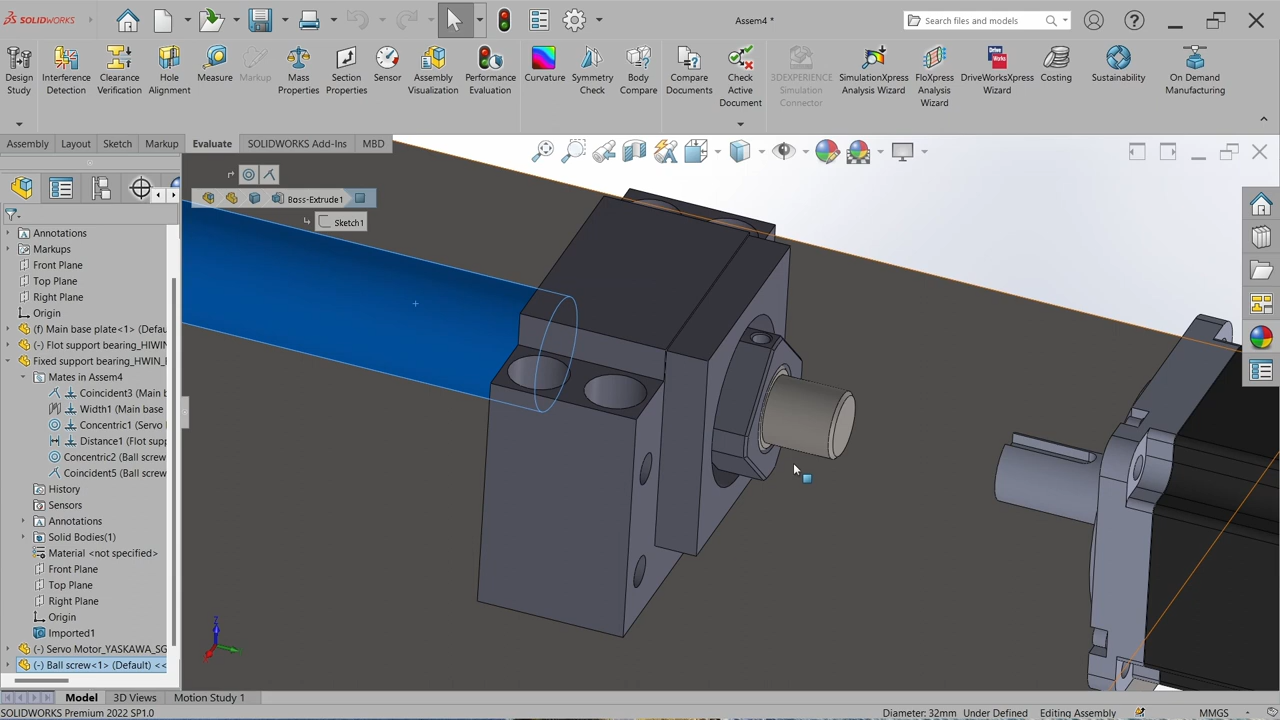 SOLIDWORKS
Assem4 *
Search files and models
Design Study
Interference Detection
Clearance Verification
Hole Alignment
Measure
Markup
Mass Properties
Section Properties
Sensor
Assembly Visualization
Performance Evaluation
Curvature
Symmetry Check
Body Compare
Compare Documents
Check Active Document
3DEXPERIENCE Simulation Connector
SimulationXpress Analysis Wizard
FloXpress Analysis Wizard
DriveWorksXpress Wizard
Costing
Sustainability
On Demand Manufacturing
Assembly
Layout
Sketch
Markup
Evaluate
SOLIDWORKS Add-Ins
MBD
Boss-Extrude1
Sketch1
Annotations
Markups
Front Plane
Top Plane
Right Plane
Origin
(f) Main base plate<1> (Defau
(-) Flot support bearing_HIWIN_
Fixed support bearing_HIWIN_
Mates in Assem4
Coincident3 (Main b
Width1 (Main base
Concentric1 (Servo
Distance1 (Flot supp
Concentric2 (Ball screw
Coincident5 (Ball screw
History
Sensors
Annotations
Solid Bodies(1)
Material <not specified>
Front Plane
Top Plane
Right Plane
Origin
Imported1
(-) Servo Motor_YASKAWA_SG
(-) Ball screw<1> (Default) <<
Z
Model
3D Views
Motion Study 1
SOLIDWORKS Premium 2022 SP1.0
Diameter: 32mm
Under Defined
Editing Assembly
MMGS